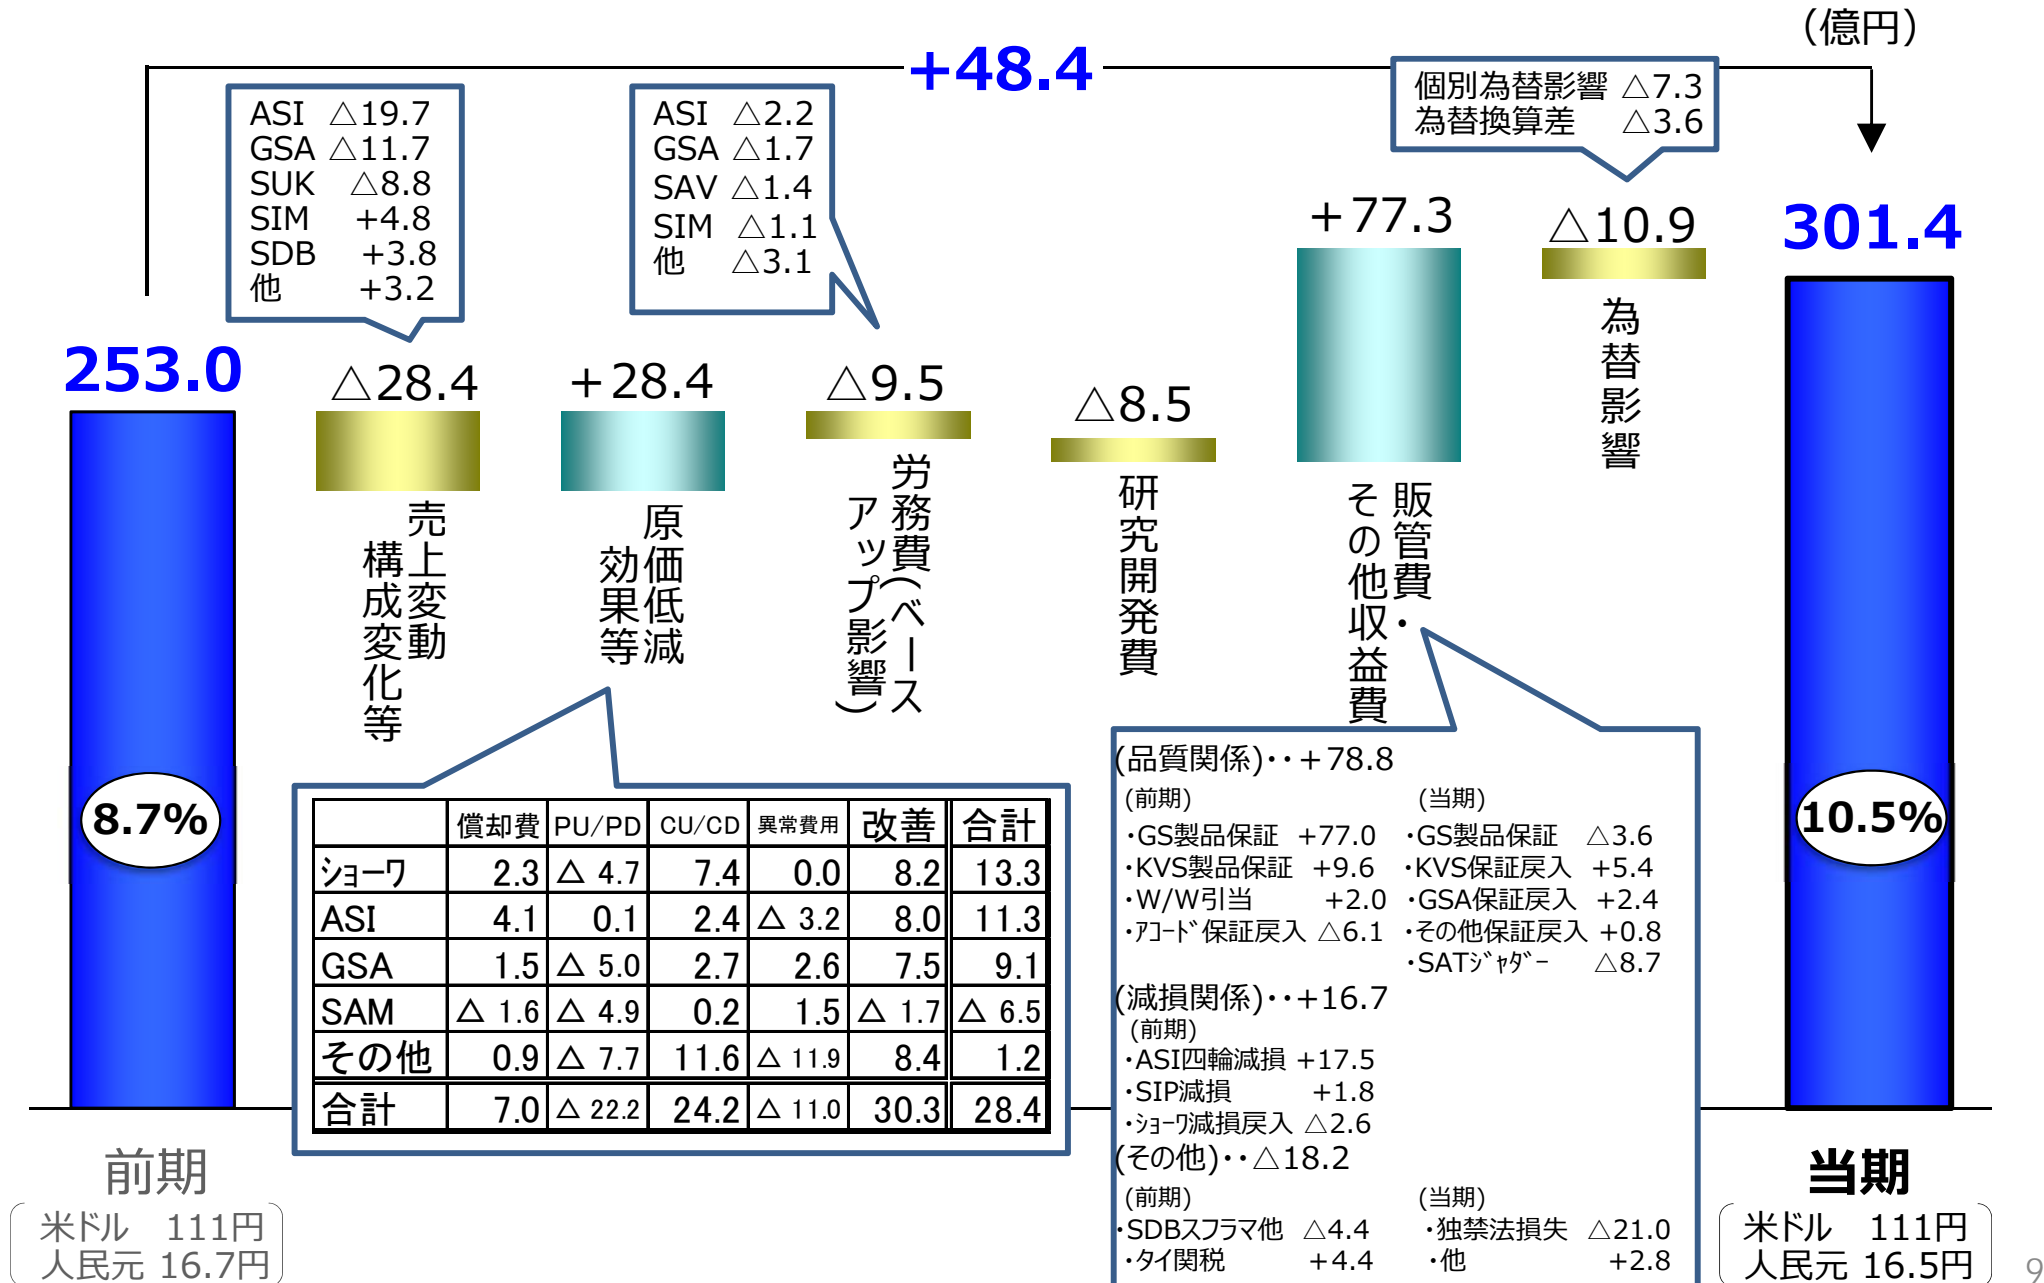 (億円)
+48.4
ASI △19.7
GSA △11.7
SUK △8.8
SIM +4.8
SDB +3.8
他 +3.2
ASI △2.2
GSA △1.7
SAV △1.4
SIM △1.1
他 △3.1
個別為替影響 △7.3
為替換算差 △3.6
253.0
△28.4
+28.4
△9.5
△8.5
+77.3
△10.9
301.4
売上変動
構成変化等
原価低減
効果等
労務費(ベース
アップ影響)
研究開発費
販管費・
その他収益費
為替影響
8.7%
10.5%
償却費 PU/PD CU/CD 異常費用 改善 合計
ショーワ 2.3 △ 4.7 7.4 0.0 8.2 13.3
ASI 4.1 0.1 2.4 △ 3.2 8.0 11.3
GSA 1.5 △ 5.0 2.7 2.6 7.5 9.1
SAM △ 1.6 △ 4.9 0.2 1.5 △ 1.7 △ 6.5
その他 0.9 △ 7.7 11.6 △ 11.9 8.4 1.2
合計 7.0 △ 22.2 24.2 △ 11.0 30.3 28.4
(品質関係)・・+78.8
(前期) (当期)
・GS製品保証 +77.0 ・GS製品保証 △3.6
・KVS製品保証 +9.6 ・KVS保証戻入 +5.4
・W/W引当 +2.0 ・GSA保証戻入 +2.4
・アコード保証戻入 △6.1 ・その他保証戻入 +0.8
・SATジャダー △8.7
(減損関係)・・+16.7
(前期)
・ASI四輪減損 +17.5
・SIP減損 +1.8
・ショーワ減損戻入 △2.6
(その他)・・△18.2
(前期) (当期)
・SDBスフラマ他 △4.4 ・独禁法損失 △21.0
・タイ関税 +4.4 ・他 +2.8
前期
米ドル 111円
人民元 16.7円
当期
米ドル 111円
人民元 16.5円
9